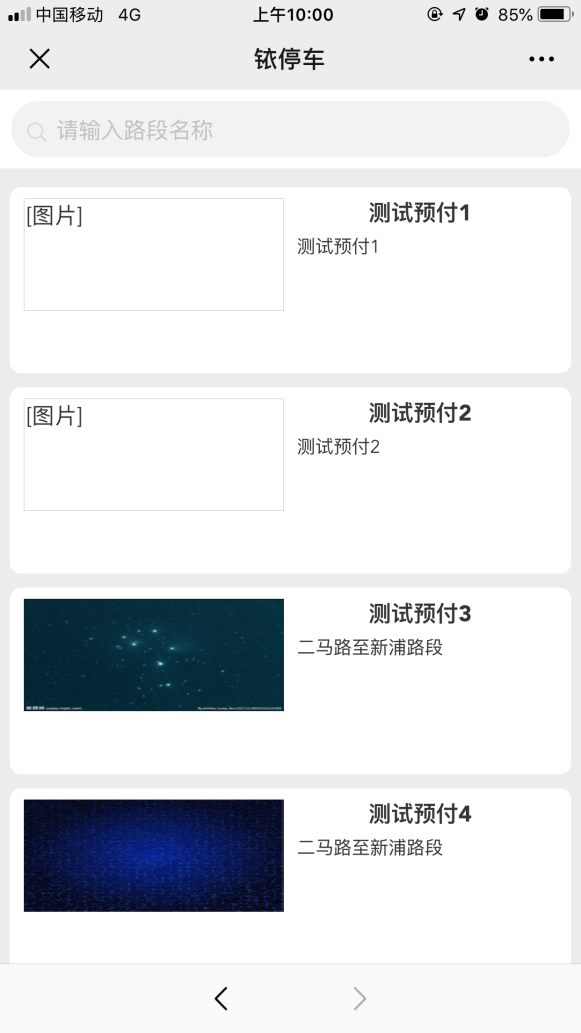 中国移动 4G 上午10:00 85%
铱停车
请输入路段名称
[图片]
测试预付1
测试预付1
[图片]
测试预付2
测试预付2
测试预付3
二马路至新浦路段
测试预付4
二马路至新浦路段